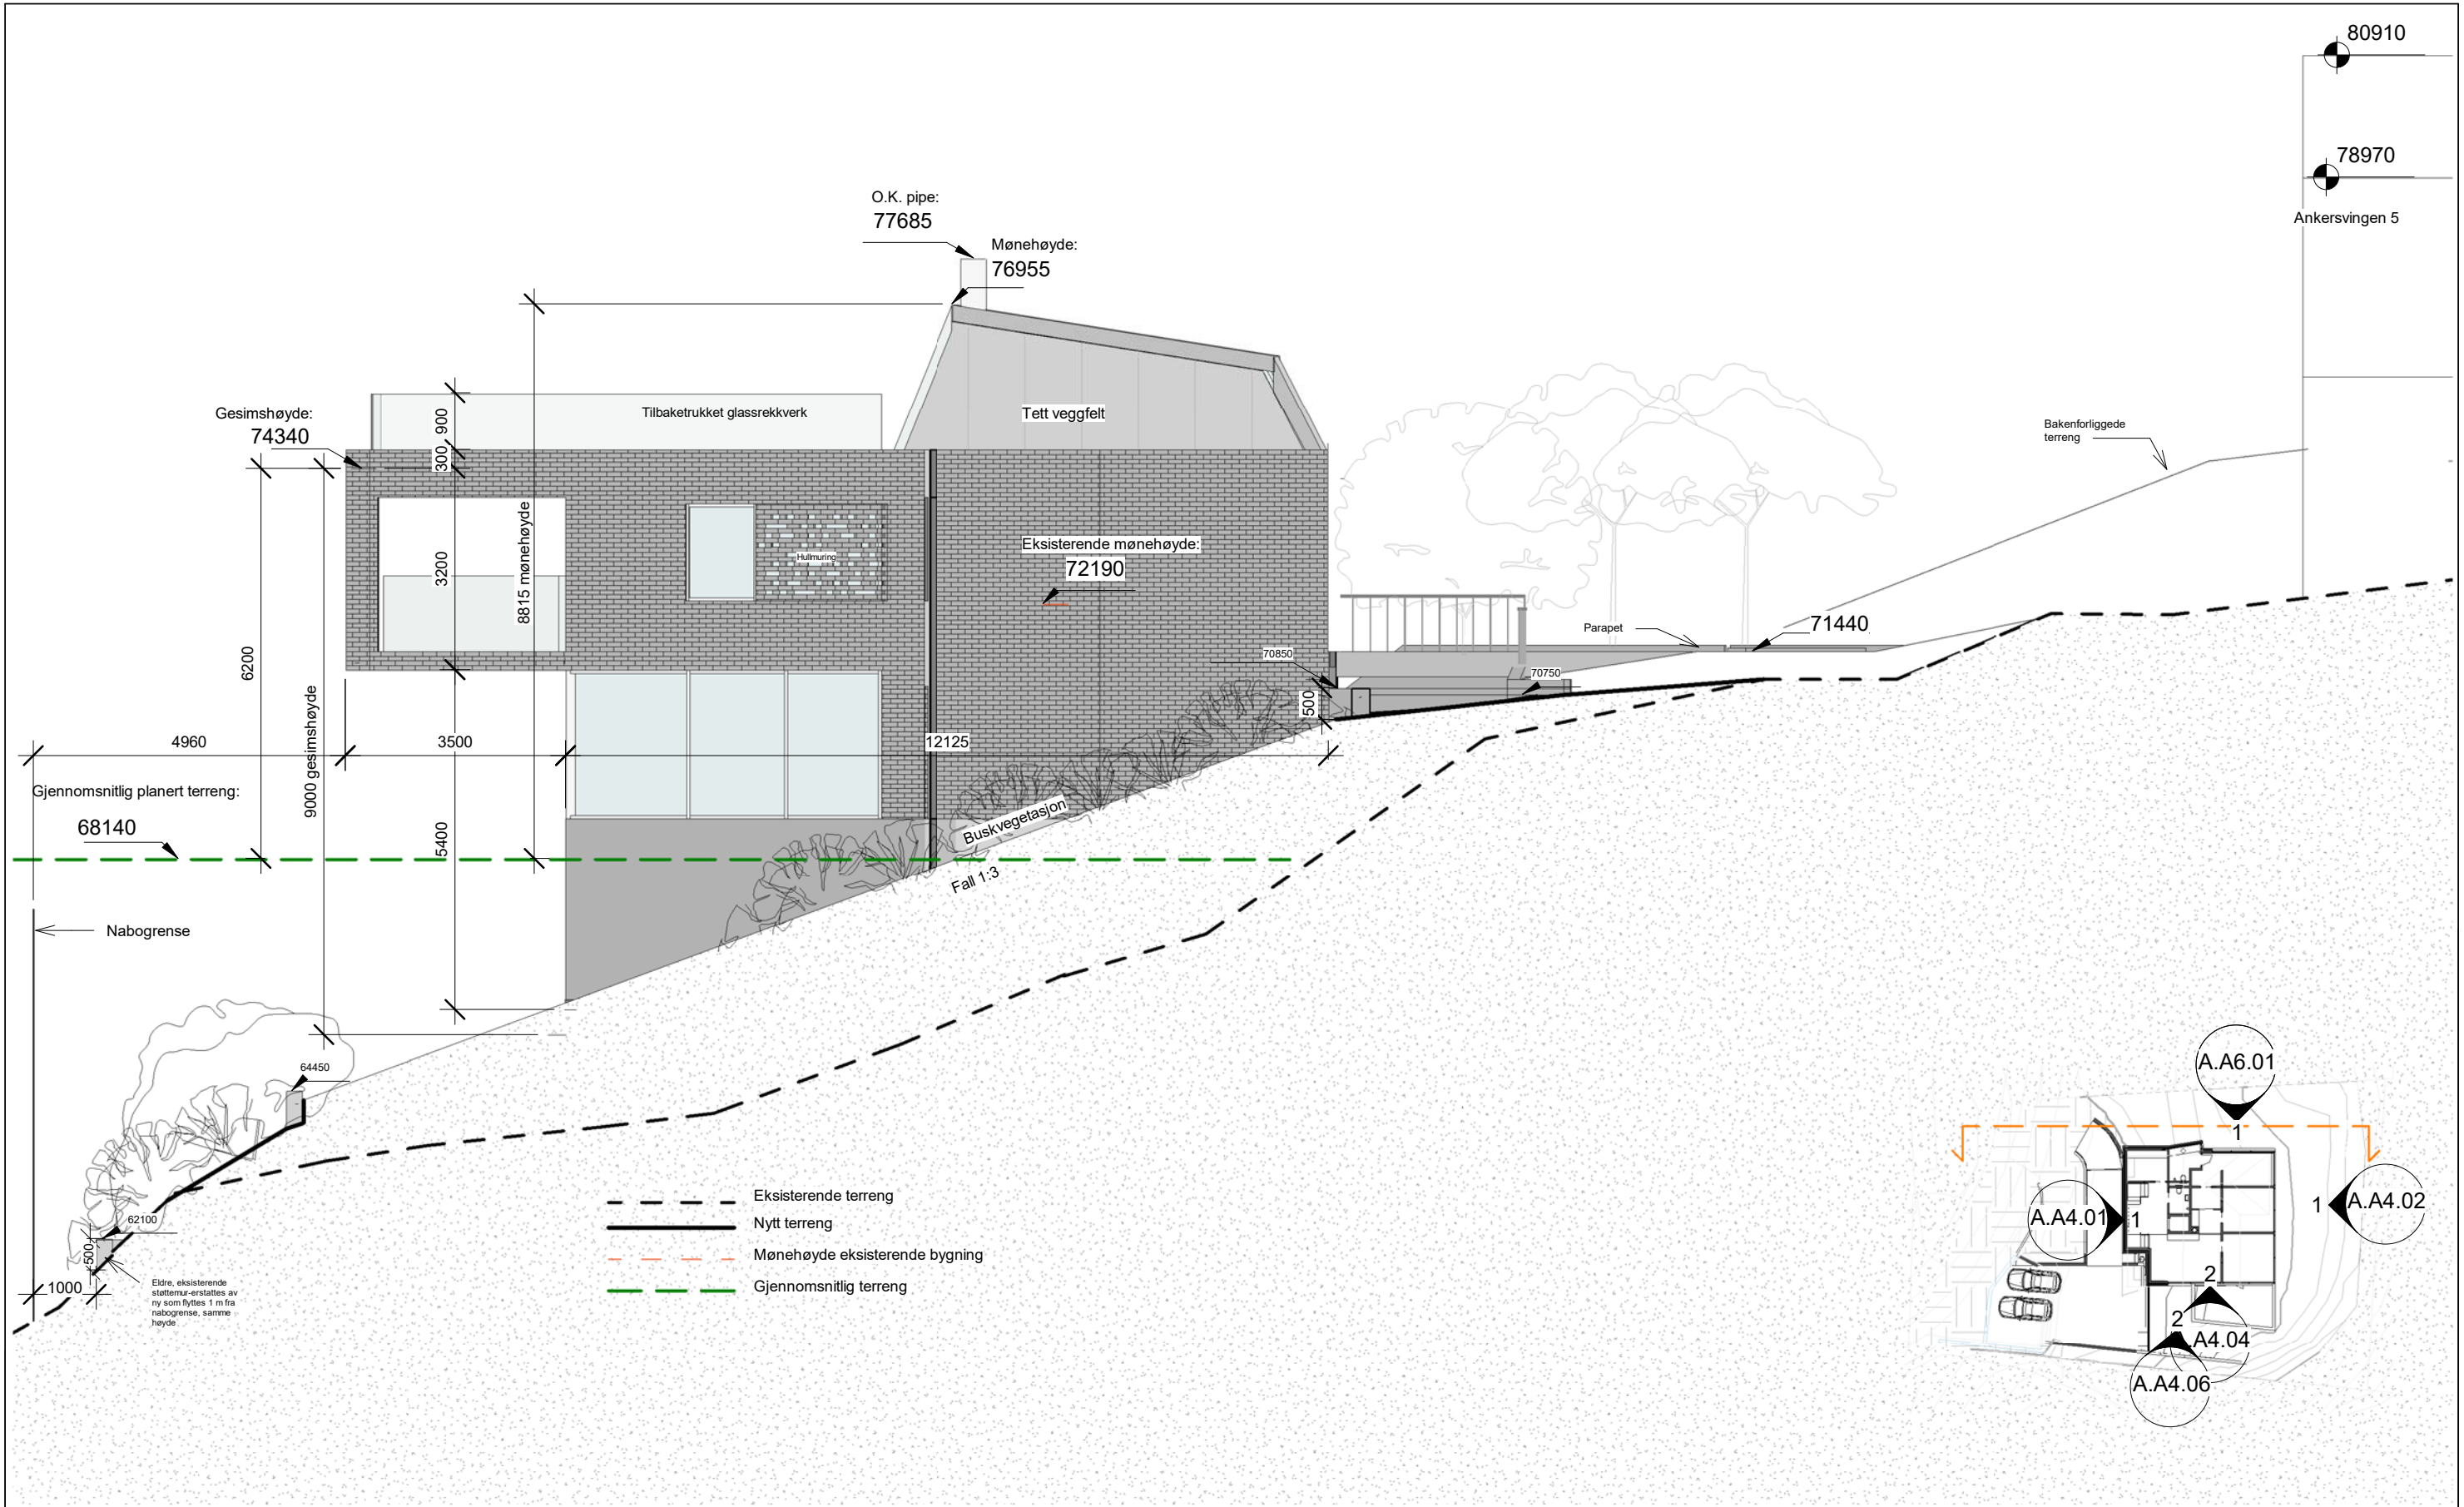 80910
78970
Ankersvingen 5
O.K. pipe:
77685
Mønehøyde:
76955
Gesimshøyde:
74340
Tilbaketrukket glassrekkverk
Tett veggfelt
900
300
3200
5400
8815 mønehøyde
6200
9000 gesimshøyde
Hullmuring
Eksisterende mønehøyde:
72190
Bakenforliggede
terreng
Parapet
71440
70850
70750
500
4960
3500
12125
Gjennomsnitlig planert terreng:
68140
Buskvegetasjon
Fall 1:3
Nabogrense
64450
62100
500
1000
Eldre, eksisterende
støttemur-erstattes av
ny som flyttes 1 m fra
nabogrense, samme
høyde
Eksisterende terreng
Nytt terreng
Mønehøyde eksisterende bygning
Gjennomsnitlig terreng
A.A6.01
1
A.A4.01
1
1
A.A4.02
2
2
A.A4.04
A.A4.06